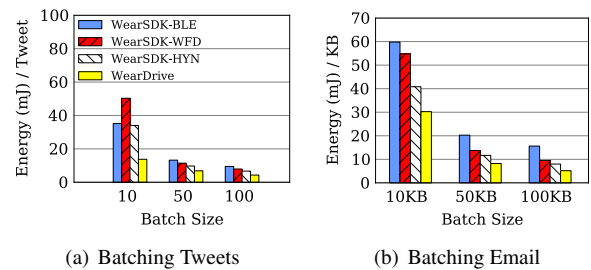 100
80
60
40
20
0
Energy (mJ) / Tweet
WearSDK-BLE
WearSDK-WFD
WearSDK-HYN
WearDrive
10 50 100
Batch Size
(a) Batching Tweets
70
60
50
40
30
20
10
0
Energy (mJ) / KB
10KB 50KB 100KB
Batch Size
(b) Batching Email